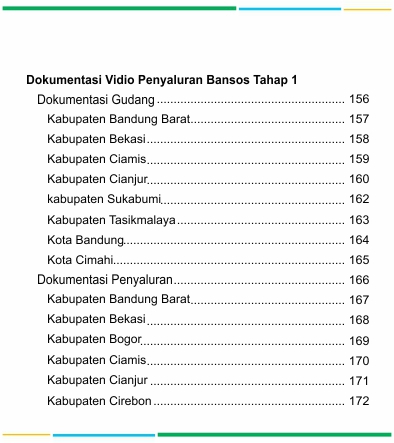 Dokumentasi Vidio Penyaluran Bansos Tahap 1
Dokumentasi Gudang ........................................................ 156
Kabupaten Bandung Barat.............................................. 157
Kabupaten Bekasi........................................................... 158
Kabupaten Ciamis........................................................... 159
Kabupaten Cianjur........................................................... 160
kabupaten Sukabumi....................................................... 162
Kabupaten Tasikmalaya.................................................. 163
Kota Bandung.................................................................. 164
Kota Cimahi..................................................................... 165
Dokumentasi Penyaluran................................................... 166
Kabupaten Bandung Barat.............................................. 167
Kabupaten Bekasi........................................................... 168
Kabupaten Bogor............................................................. 169
Kabupaten Ciamis........................................................... 170
Kabupaten Cianjur .......................................................... 171
Kabupaten Cirebon ......................................................... 172